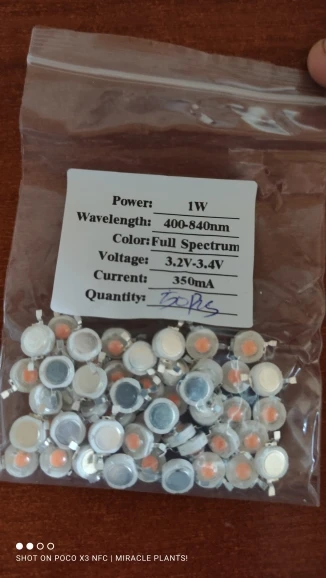 Power: 1W
Wavelength: 400-840nm
Color: Full Spectrum
Voltage: 3.2V-3.4V
Current: 350mA
Quantity: 50Pcs
SHOT ON POCO X3 NFC | MIRACLE PLANTS!